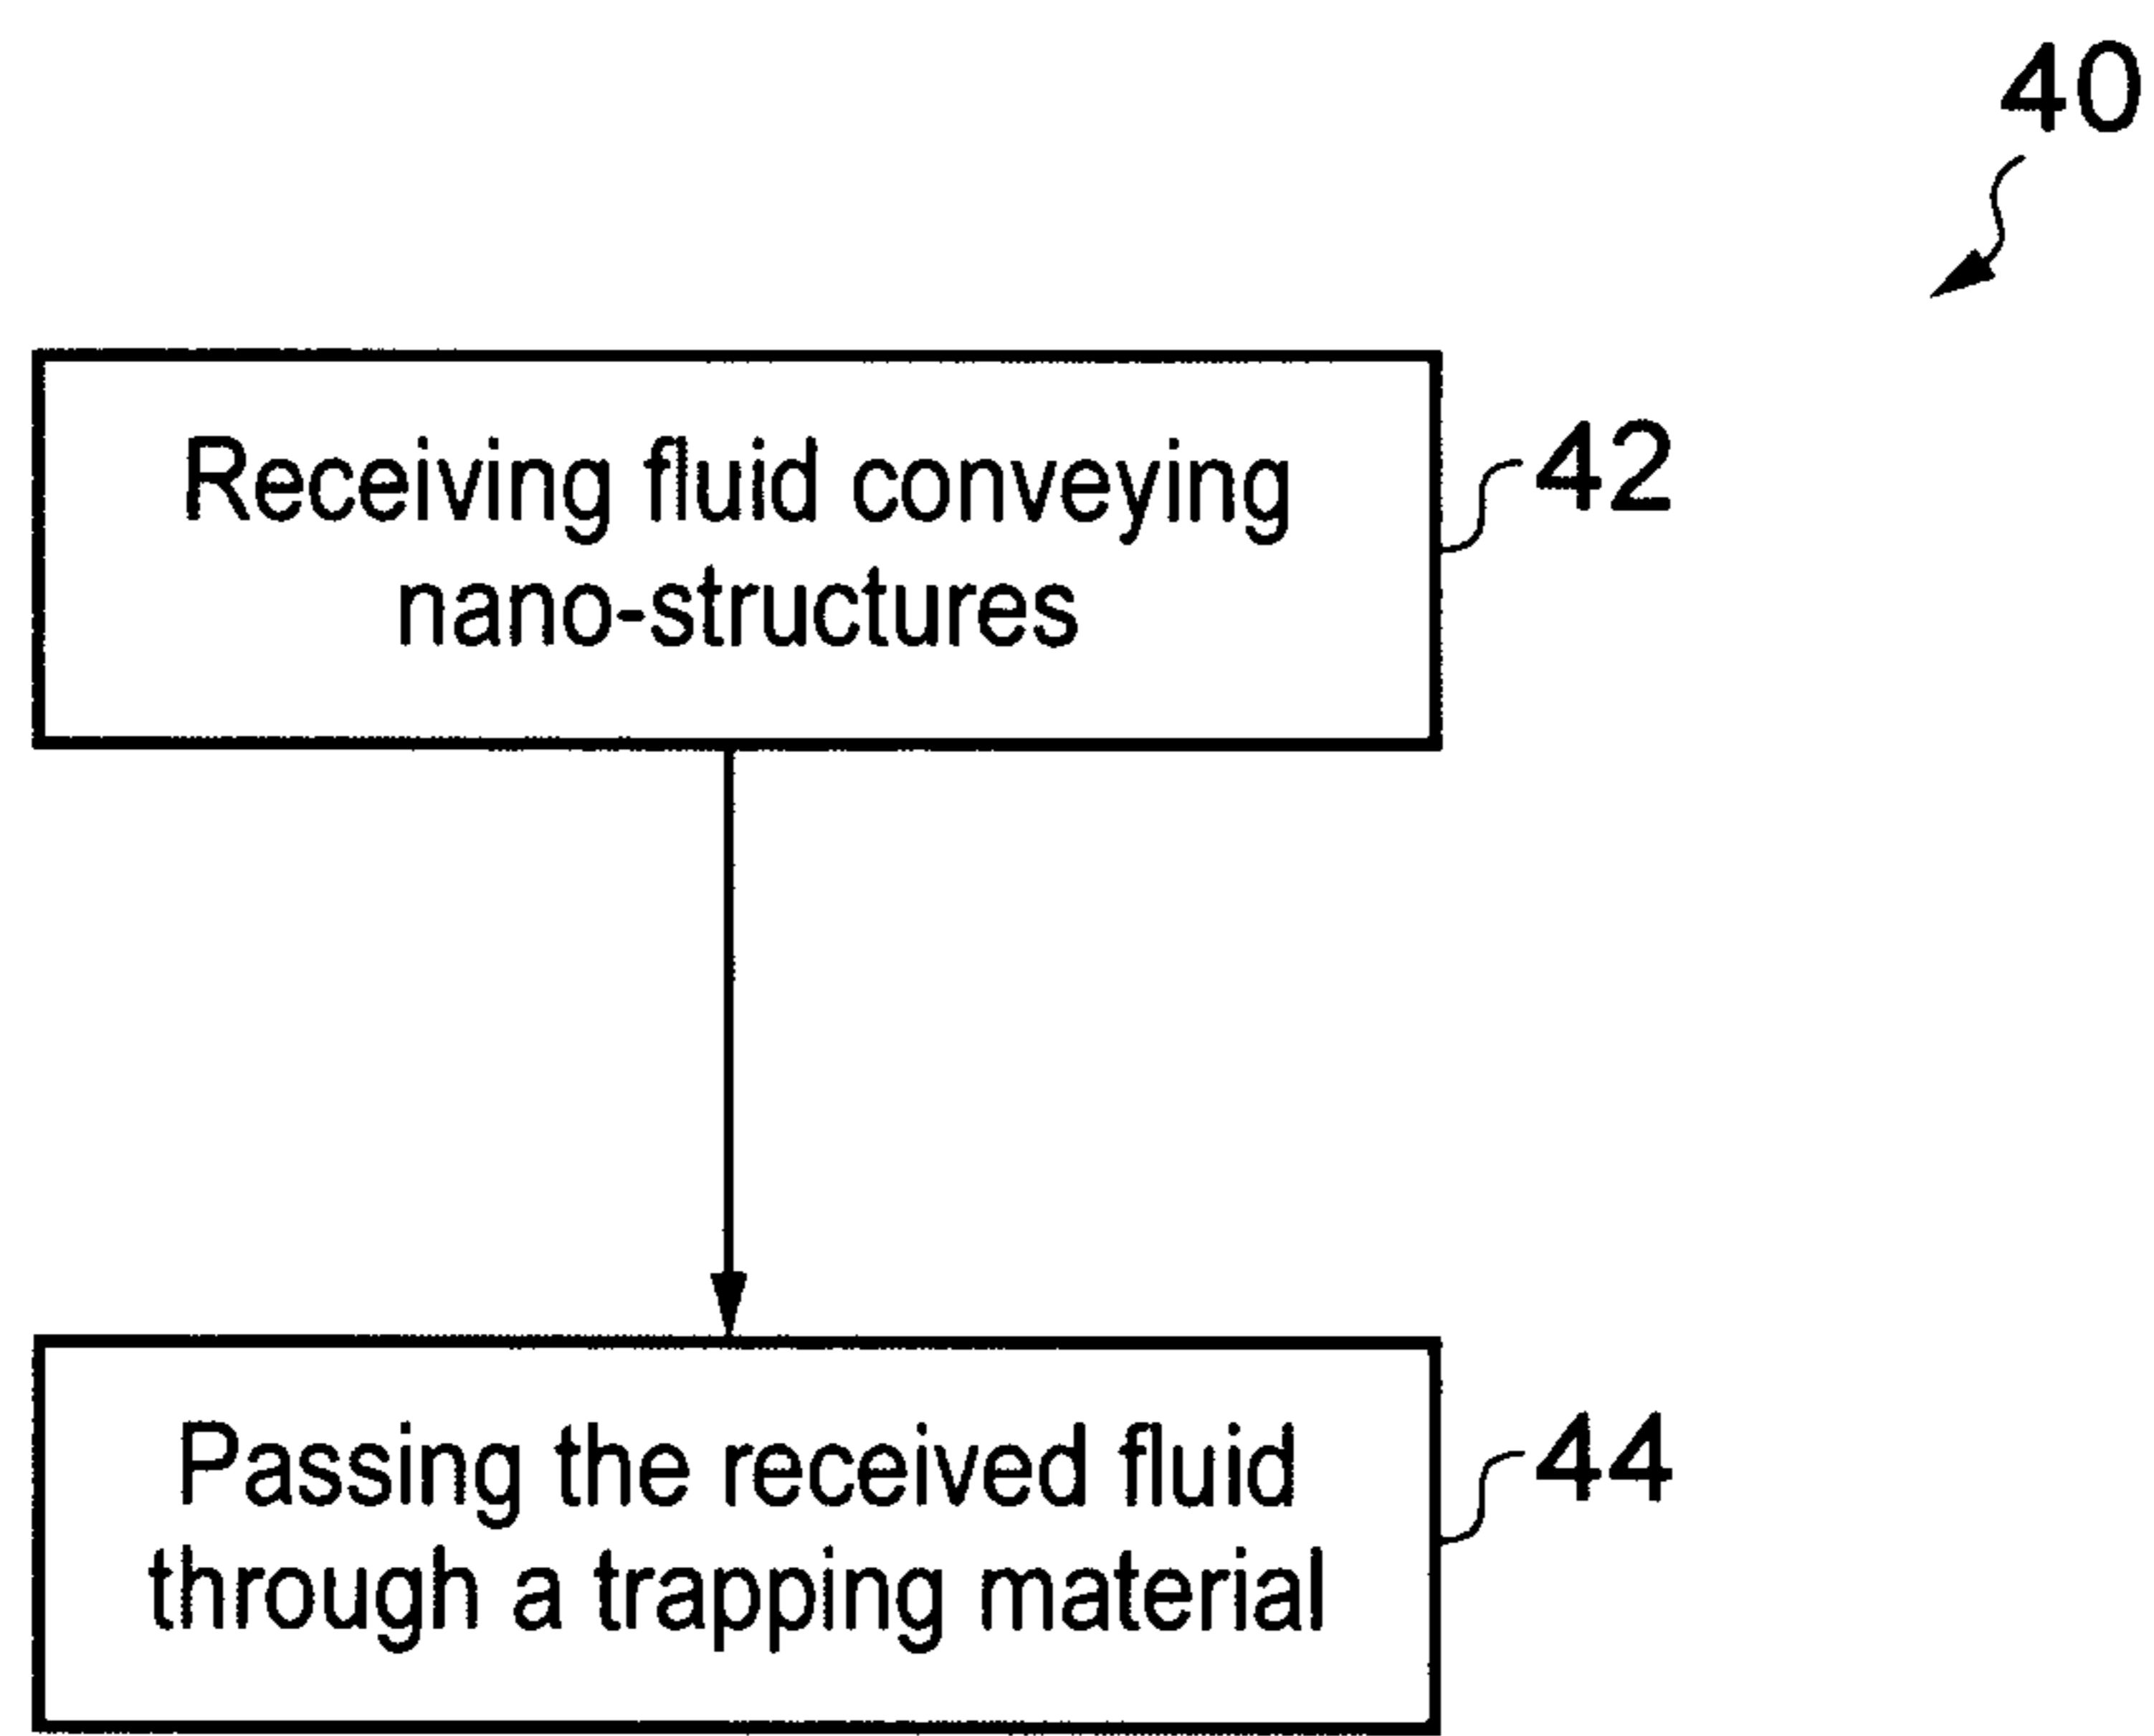 40
Receiving fluid conveying
nano-structures
42
Passing the received fluid
through a trapping material
44